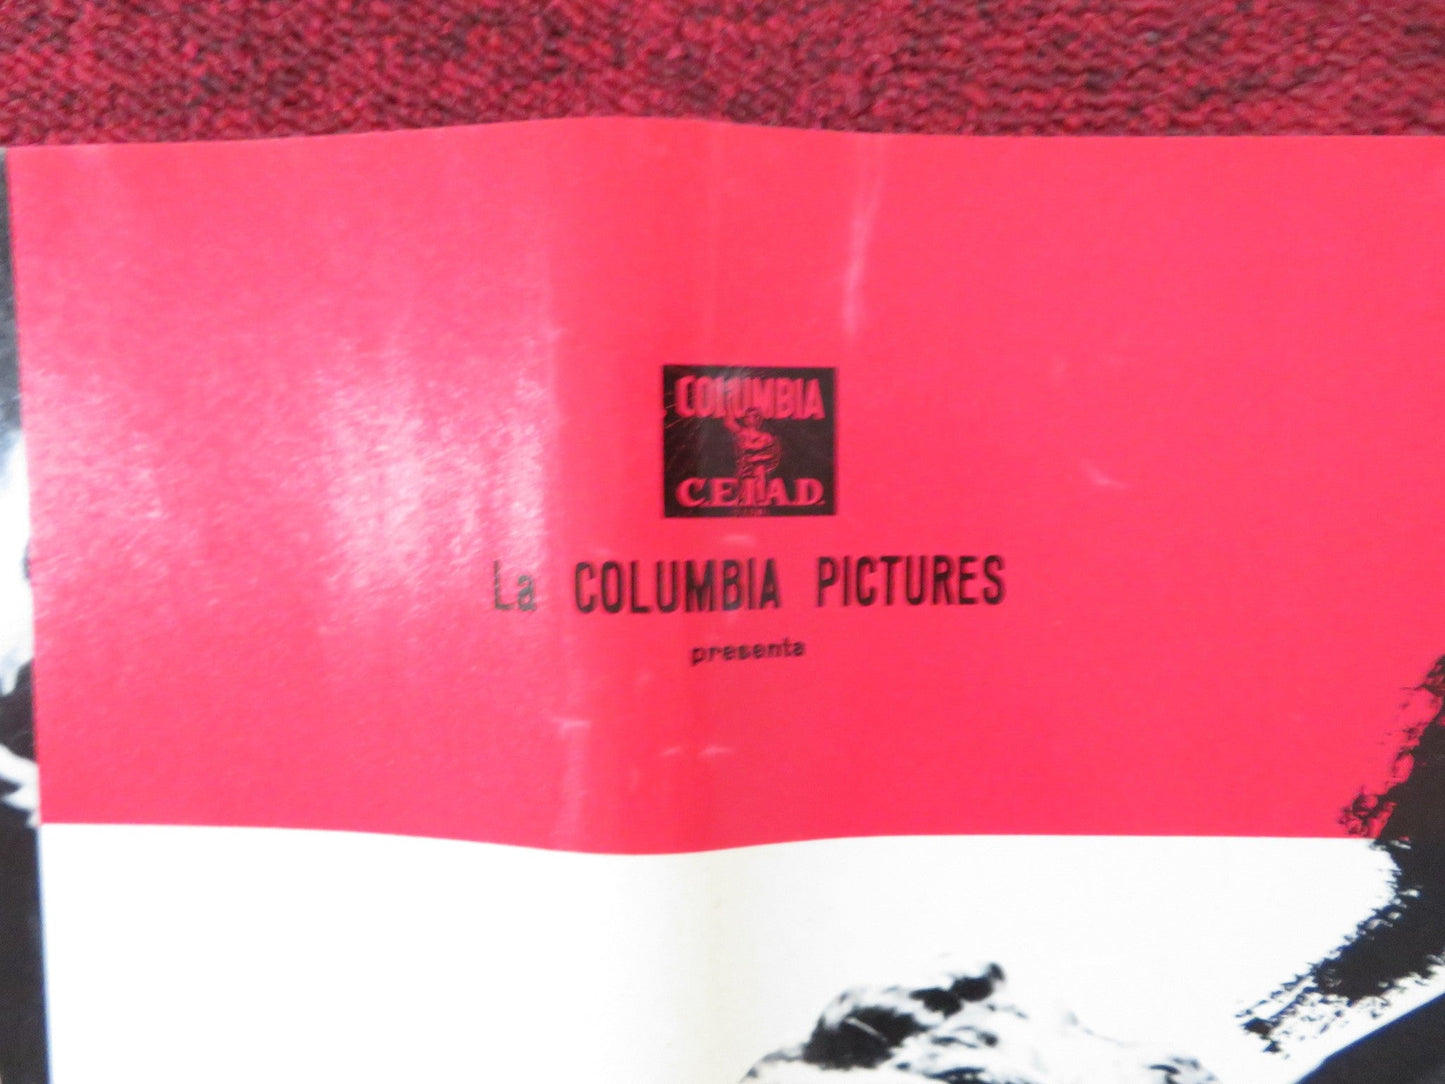 COLUMBIA
C.E.I.A.D.
La COLUMBIA PICTURES
presenta